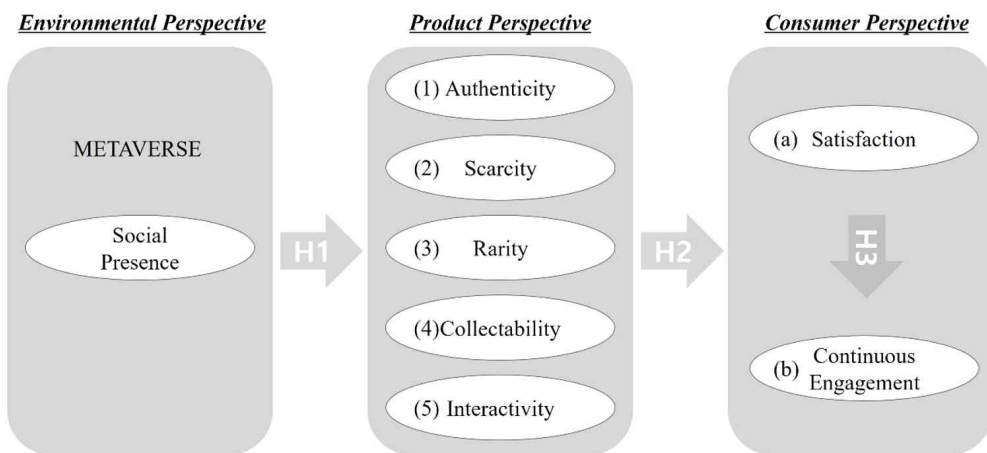 Environmental Perspective
METAVERSE
Social
Presence
H1
Product Perspective
(1) Authenticity
(2) Scarcity
(3) Rarity
(4)Collectability
(5) Interactivity
H2
Consumer Perspective
(a) Satisfaction
H3
(b) Continuous
Engagement